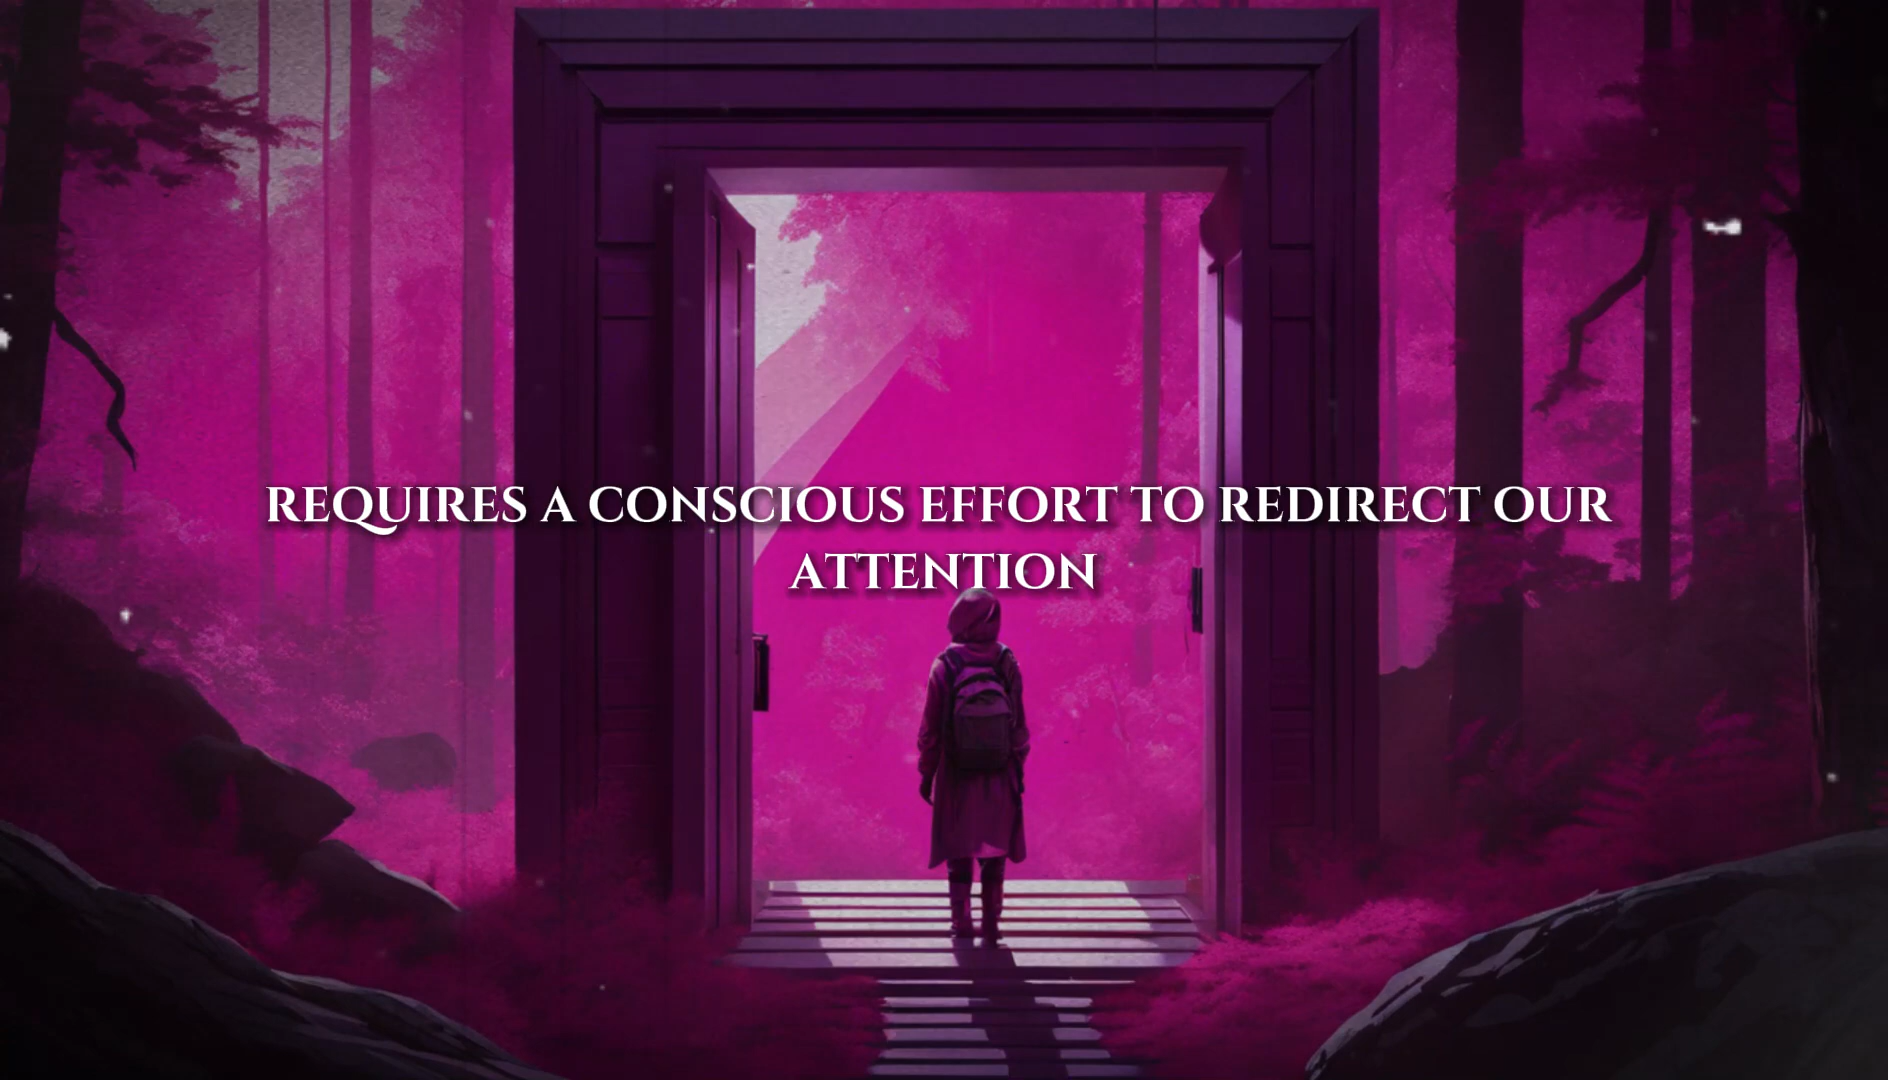 REQUIRES A CONSCIOUS EFFORT TO REDIRECT OUR
ATTENTION